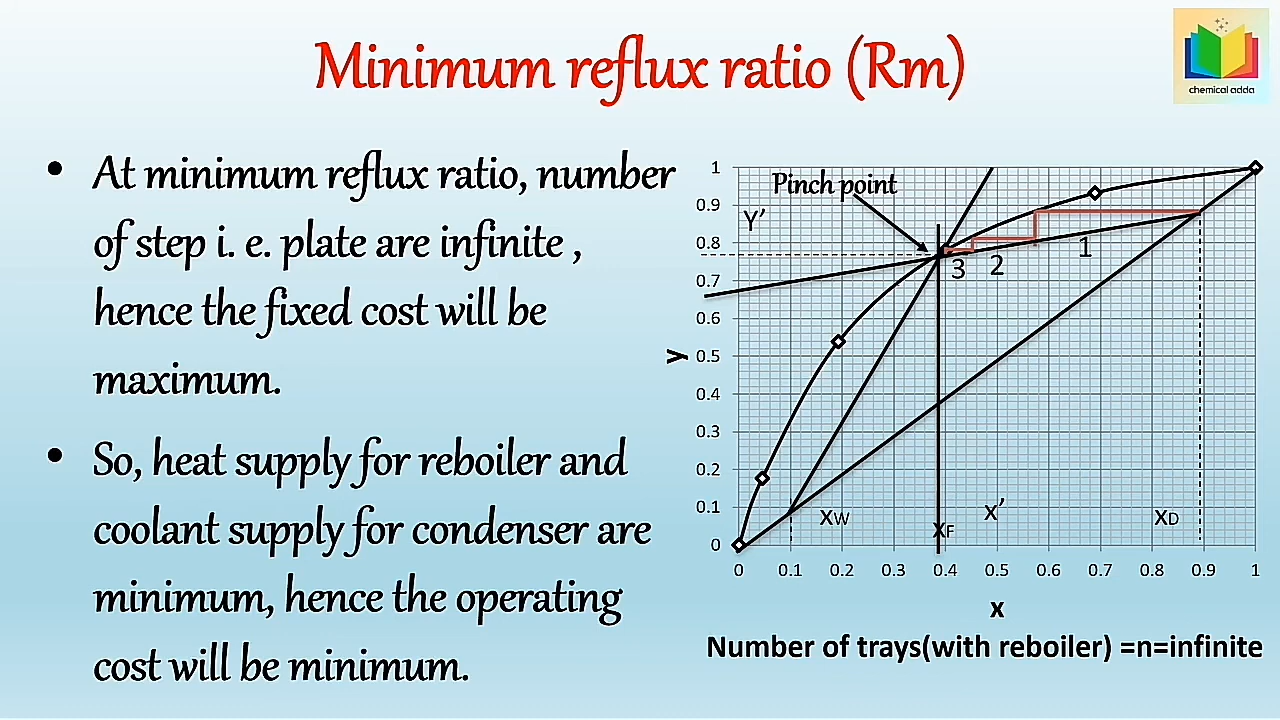 Minimum reflux ratio (Rm)
chemical adda
• At minimum reflux ratio, number
of step i. e. plate are infinite ,
hence the fixed cost will be
maximum.
• So, heat supply for reboiler and
coolant supply for condenser are
minimum, hence the operating
cost will be minimum.
Pinch point
Y’
1
0.9
0.8
0.7
0.6
0.5
0.4
0.3
0.2
0.1
0
y
3 2 1
xW
xF
x’
xD
0 0.1 0.2 0.3 0.4 0.5 0.6 0.7 0.8 0.9 1
x
Number of trays(with reboiler) =n=infinite